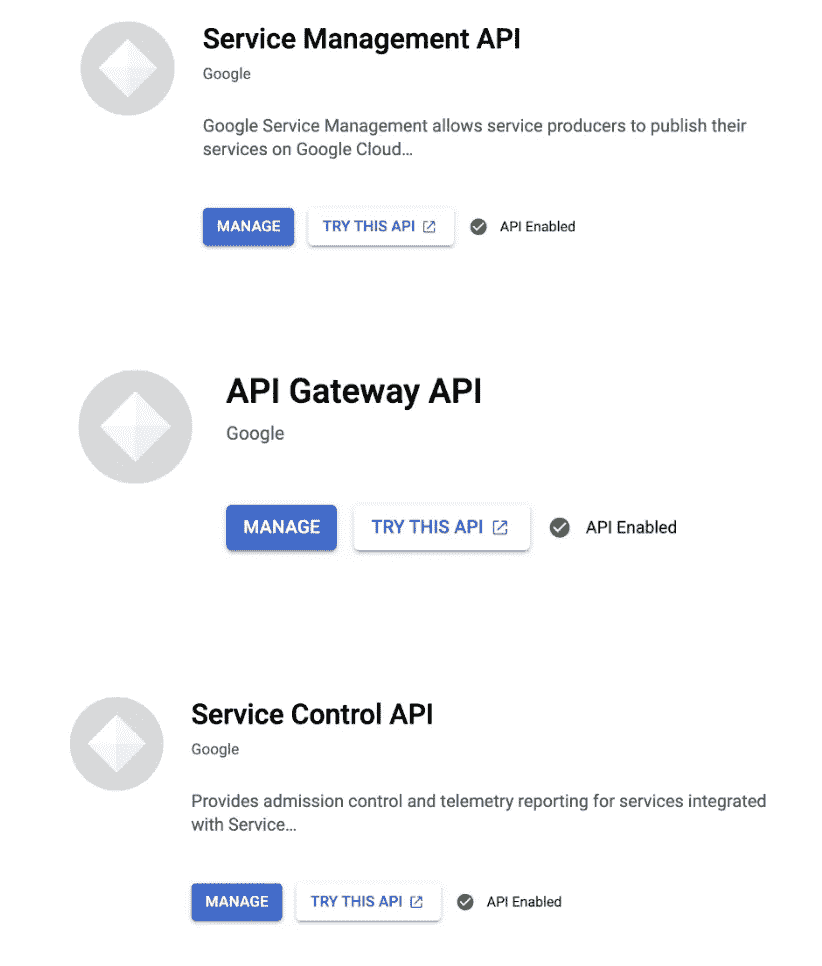 Service Management API
Google
Google Service Management allows service producers to publish their
services on Google Cloud...
MANAGE TRY THIS API API Enabled
API Gateway API
Google
MANAGE TRY THIS API API Enabled
Service Control API
Google
Provides admission control and telemetry reporting for services integrated
with Service...
MANAGE TRY THIS API API Enabled